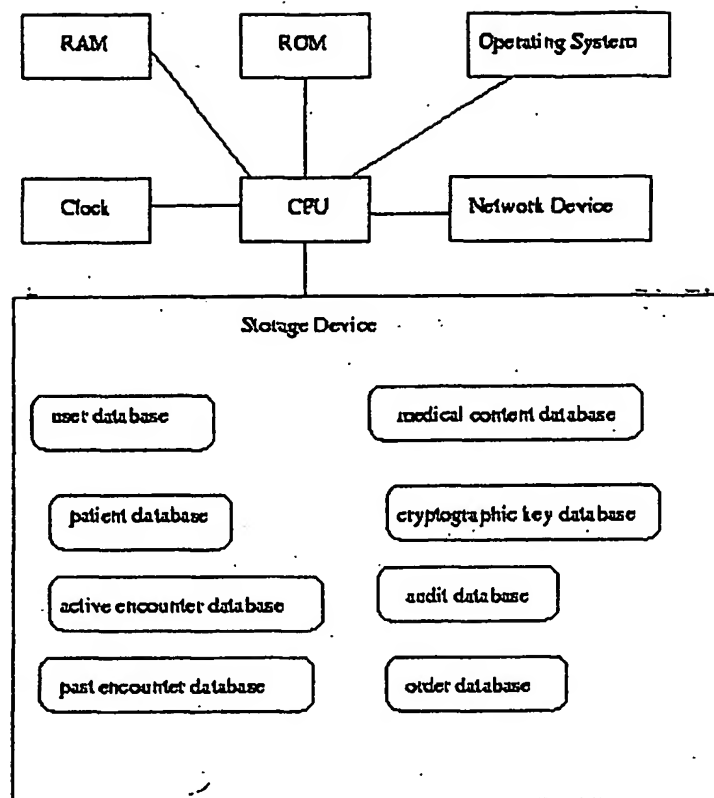 RAM
ROM
Operating System
Clock
CPU
Network Device
Storage Device
user database
medical content database
patient database
cryptographic key database
active encounter database
audit database
past encounter database
order database